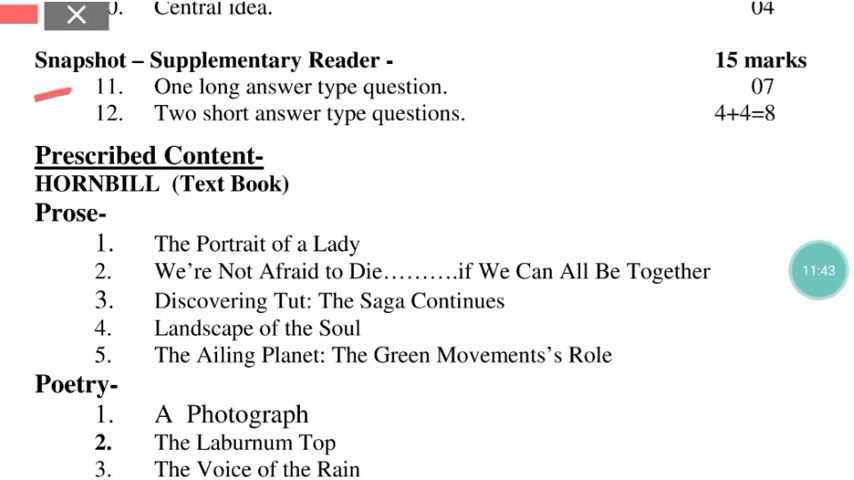 0. Central idea. 04
Snapshot – Supplementary Reader - 15 marks
11. One long answer type question. 07
12. Two short answer type questions. 4+4=8
Prescribed Content-
HORNBILL (Text Book)
Prose-
1. The Portrait of a Lady
2. We're Not Afraid to Die……….if We Can All Be Together
11:43
3. Discovering Tut: The Saga Continues
4. Landscape of the Soul
5. The Ailing Planet: The Green Movements's Role
Poetry-
1. A Photograph
2. The Laburnum Top
3. The Voice of the Rain